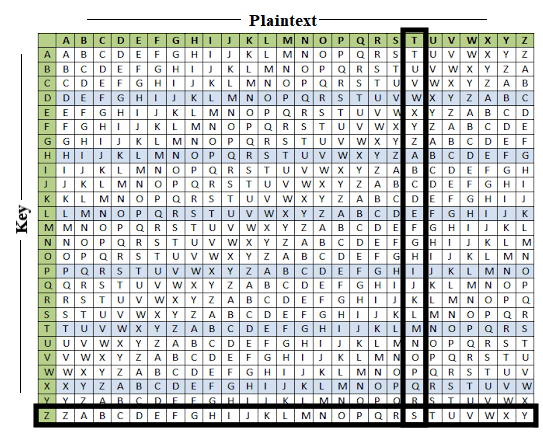 Plaintext
Key
A B C D E F G H I J K L M N O P Q R S T U V W X Y Z
A A B C D E F G H I J K L M N O P Q R S T U V W X Y Z
B B C D E F G H I J K L M N O P Q R S T U V W X Y Z A
C C D E F G H I J K L M N O P Q R S T U V W X Y Z A B
D D E F G H I J K L M N O P Q R S T U V W X Y Z A B C
E E F G H I J K L M N O P Q R S T U V W X Y Z A B C D
F F G H I J K L M N O P Q R S T U V W X Y Z A B C D E
G G H I J K L M N O P Q R S T U V W X Y Z A B C D E F
H H I J K L M N O P Q R S T U V W X Y Z A B C D E F G
I I J K L M N O P Q R S T U V W X Y Z A B C D E F G H
J J K L M N O P Q R S T U V W X Y Z A B C D E F G H I
K K L M N O P Q R S T U V W X Y Z A B C D E F G H I J
L L M N O P Q R S T U V W X Y Z A B C D E F G H I J K
M M N O P Q R S T U V W X Y Z A B C D E F G H I J K L
N N O P Q R S T U V W X Y Z A B C D E F G H I J K L M
O O P Q R S T U V W X Y Z A B C D E F G H I J K L M N
P P Q R S T U V W X Y Z A B C D E F G H I J K L M N O
Q Q R S T U V W X Y Z A B C D E F G H I J K L M N O P
R R S T U V W X Y Z A B C D E F G H I J K L M N O P Q
S S T U V W X Y Z A B C D E F G H I J K L M N O P Q R
T T U V W X Y Z A B C D E F G H I J K L M N O P Q R S
U U V W X Y Z A B C D E F G H I J K L M N O P Q R S T
V V W X Y Z A B C D E F G H I J K L M N O P Q R S T U
W W X Y Z A B C D E F G H I J K L M N O P Q R S T U V
X X Y Z A B C D E F G H I J K L M N O P Q R S T U V W
Y Y Z A B C D E F G H I J K L M N O P Q R S T U V W X
Z Z A B C D E F G H I J K L M N O P Q R S T U V W X Y